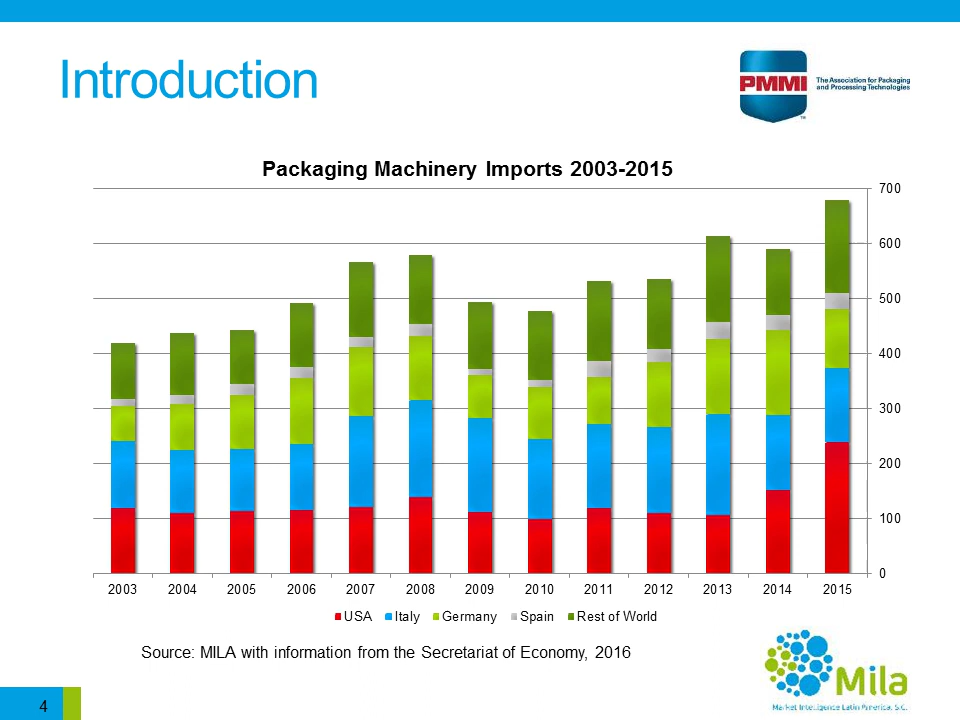 Introduction
PMMI
™
The Association for Packaging
and Processing Technologies
Packaging Machinery Imports 2003-2015
700
600
500
400
300
200
100
0
2003 2004 2005 2006 2007 2008 2009 2010 2011 2012 2013 2014 2015
USA Italy Germany Spain Rest of World
Source: MILA with information from the Secretariat of Economy, 2016
Mila
Market Intelligence Latin America, S.C.
4